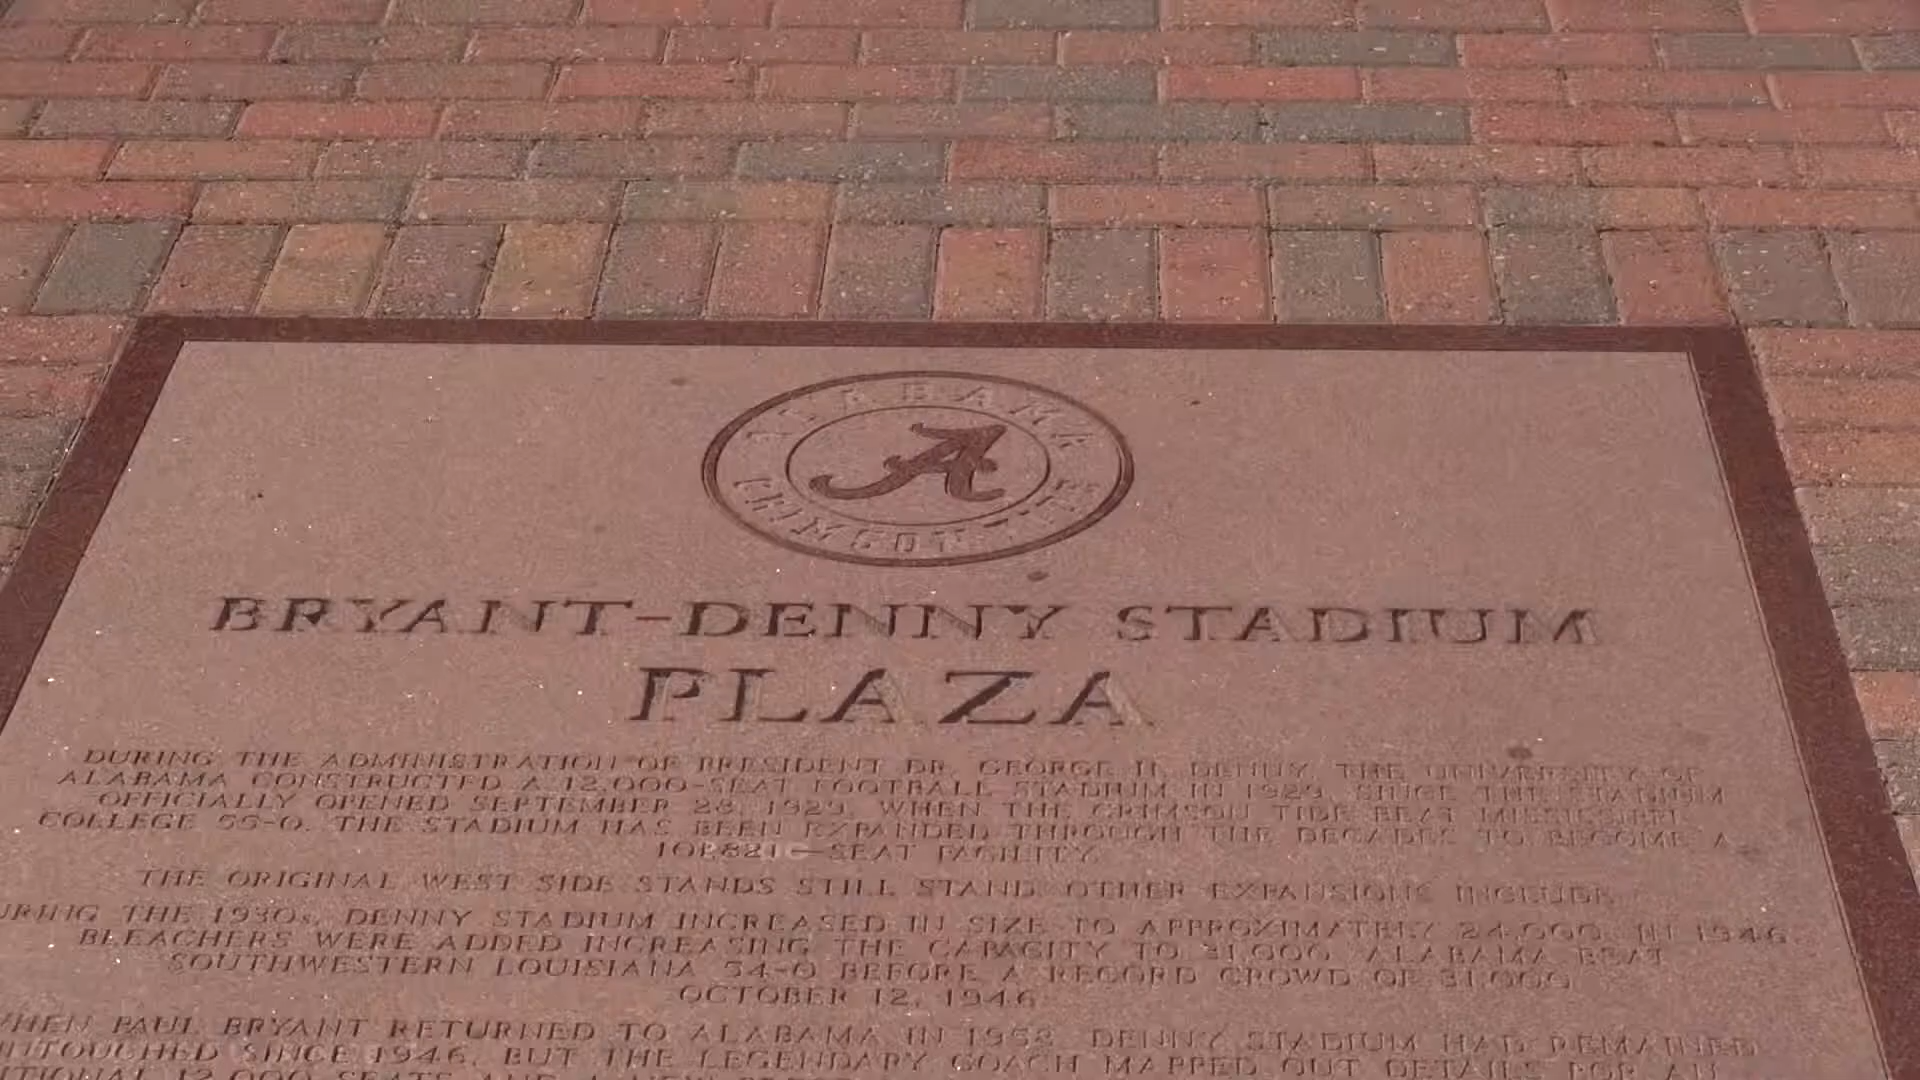 ALABAMA
CRIMSON TIDE
BRYANT-DENNY STADIUM
PLAZA
DURING THE ADMINISTRATION OF PRESIDENT DR. GEORGE H. DENNY, THE UNIVERSITY OF
ALABAMA CONSTRUCTED A 12,000-SEAT FOOTBALL STADIUM IN 1929. SINCE THE STADIUM
OFFICIALLY OPENED SEPTEMBER 28, 1929, WHEN THE CRIMSON TIDE BEAT MISSISSIPPI
COLLEGE 55-0, THE STADIUM HAS BEEN EXPANDED THROUGH THE DECADES TO BECOME A
-SEAT FACILITY.
THE ORIGINAL WEST SIDE STANDS STILL STAND. OTHER EXPANSIONS INCLUDE
THE 1930s, DENNY STADIUM INCREASED IN SIZE TO APPROXIMATELY 24,000. IN 1946,
BLEACHERS WERE ADDED INCREASING THE CAPACITY TO 31,000. ALABAMA BEAT
SOUTHWESTERN LOUISIANA 54-0 BEFORE A RECORD CROWD OF 31,000
OCTOBER 12, 1946
WHEN PAUL BRYANT RETURNED TO ALABAMA IN 1958, DENNY STADIUM HAD REMAINED
SINCE 1946, BUT THE LEGENDARY COACH MAPPED OUT DETAILS FOR AN
12,000 SEATS AND A NEW